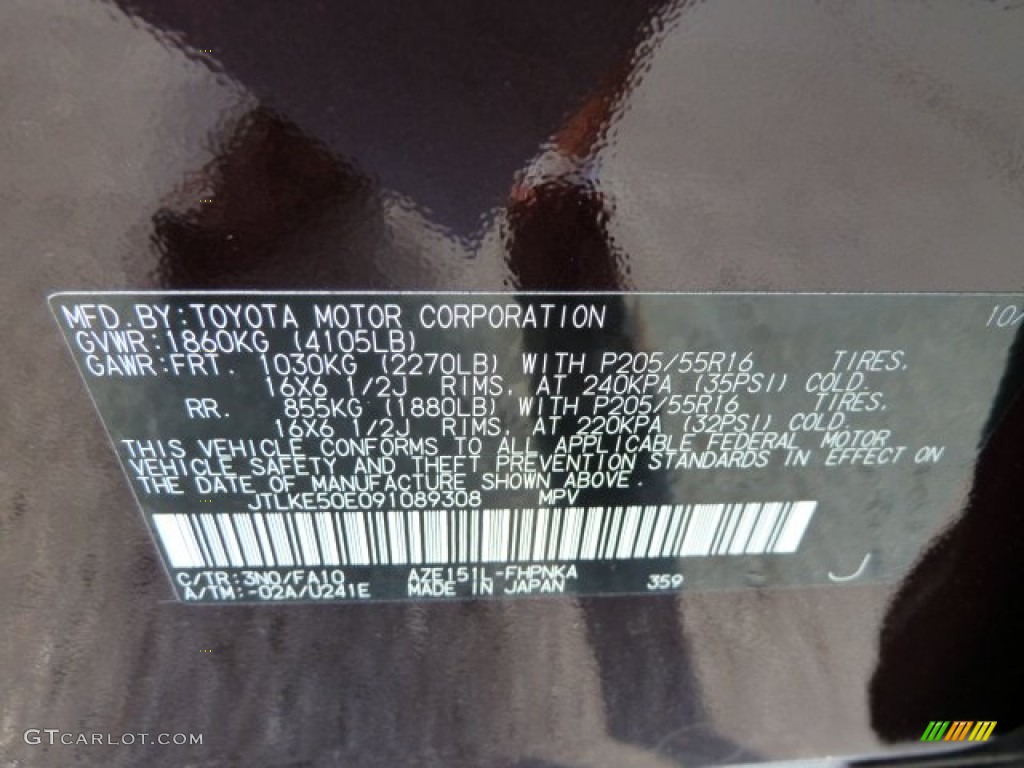 MFD.BY:TOYOTA MOTOR CORPORATION 10/
GVWR:1860KG (4105LB)
GAWR:FRT. 1030KG (2270LB) WITH P205/55R16 TIRES,
16X6 1/2J RIMS, AT 240KPA (35PSI) COLD.
RR. 855KG (1880LB) WITH P205/55R16 TIRES,
16X6 1/2J RIMS, AT 220KPA (32PSI) COLD.
THIS VEHICLE CONFORMS TO ALL APPLICABLE FEDERAL MOTOR
VEHICLE SAFETY AND THEFT PREVENTION STANDARDS IN EFFECT ON
THE DATE OF MANUFACTURE SHOWN ABOVE.
JTLKE50E091089308 MPV
C/TR:3N0/FA10 AZE151L-FHPNKA
A/TM:-02A/U241E MADE IN JAPAN 359
GTCARLOT.COM